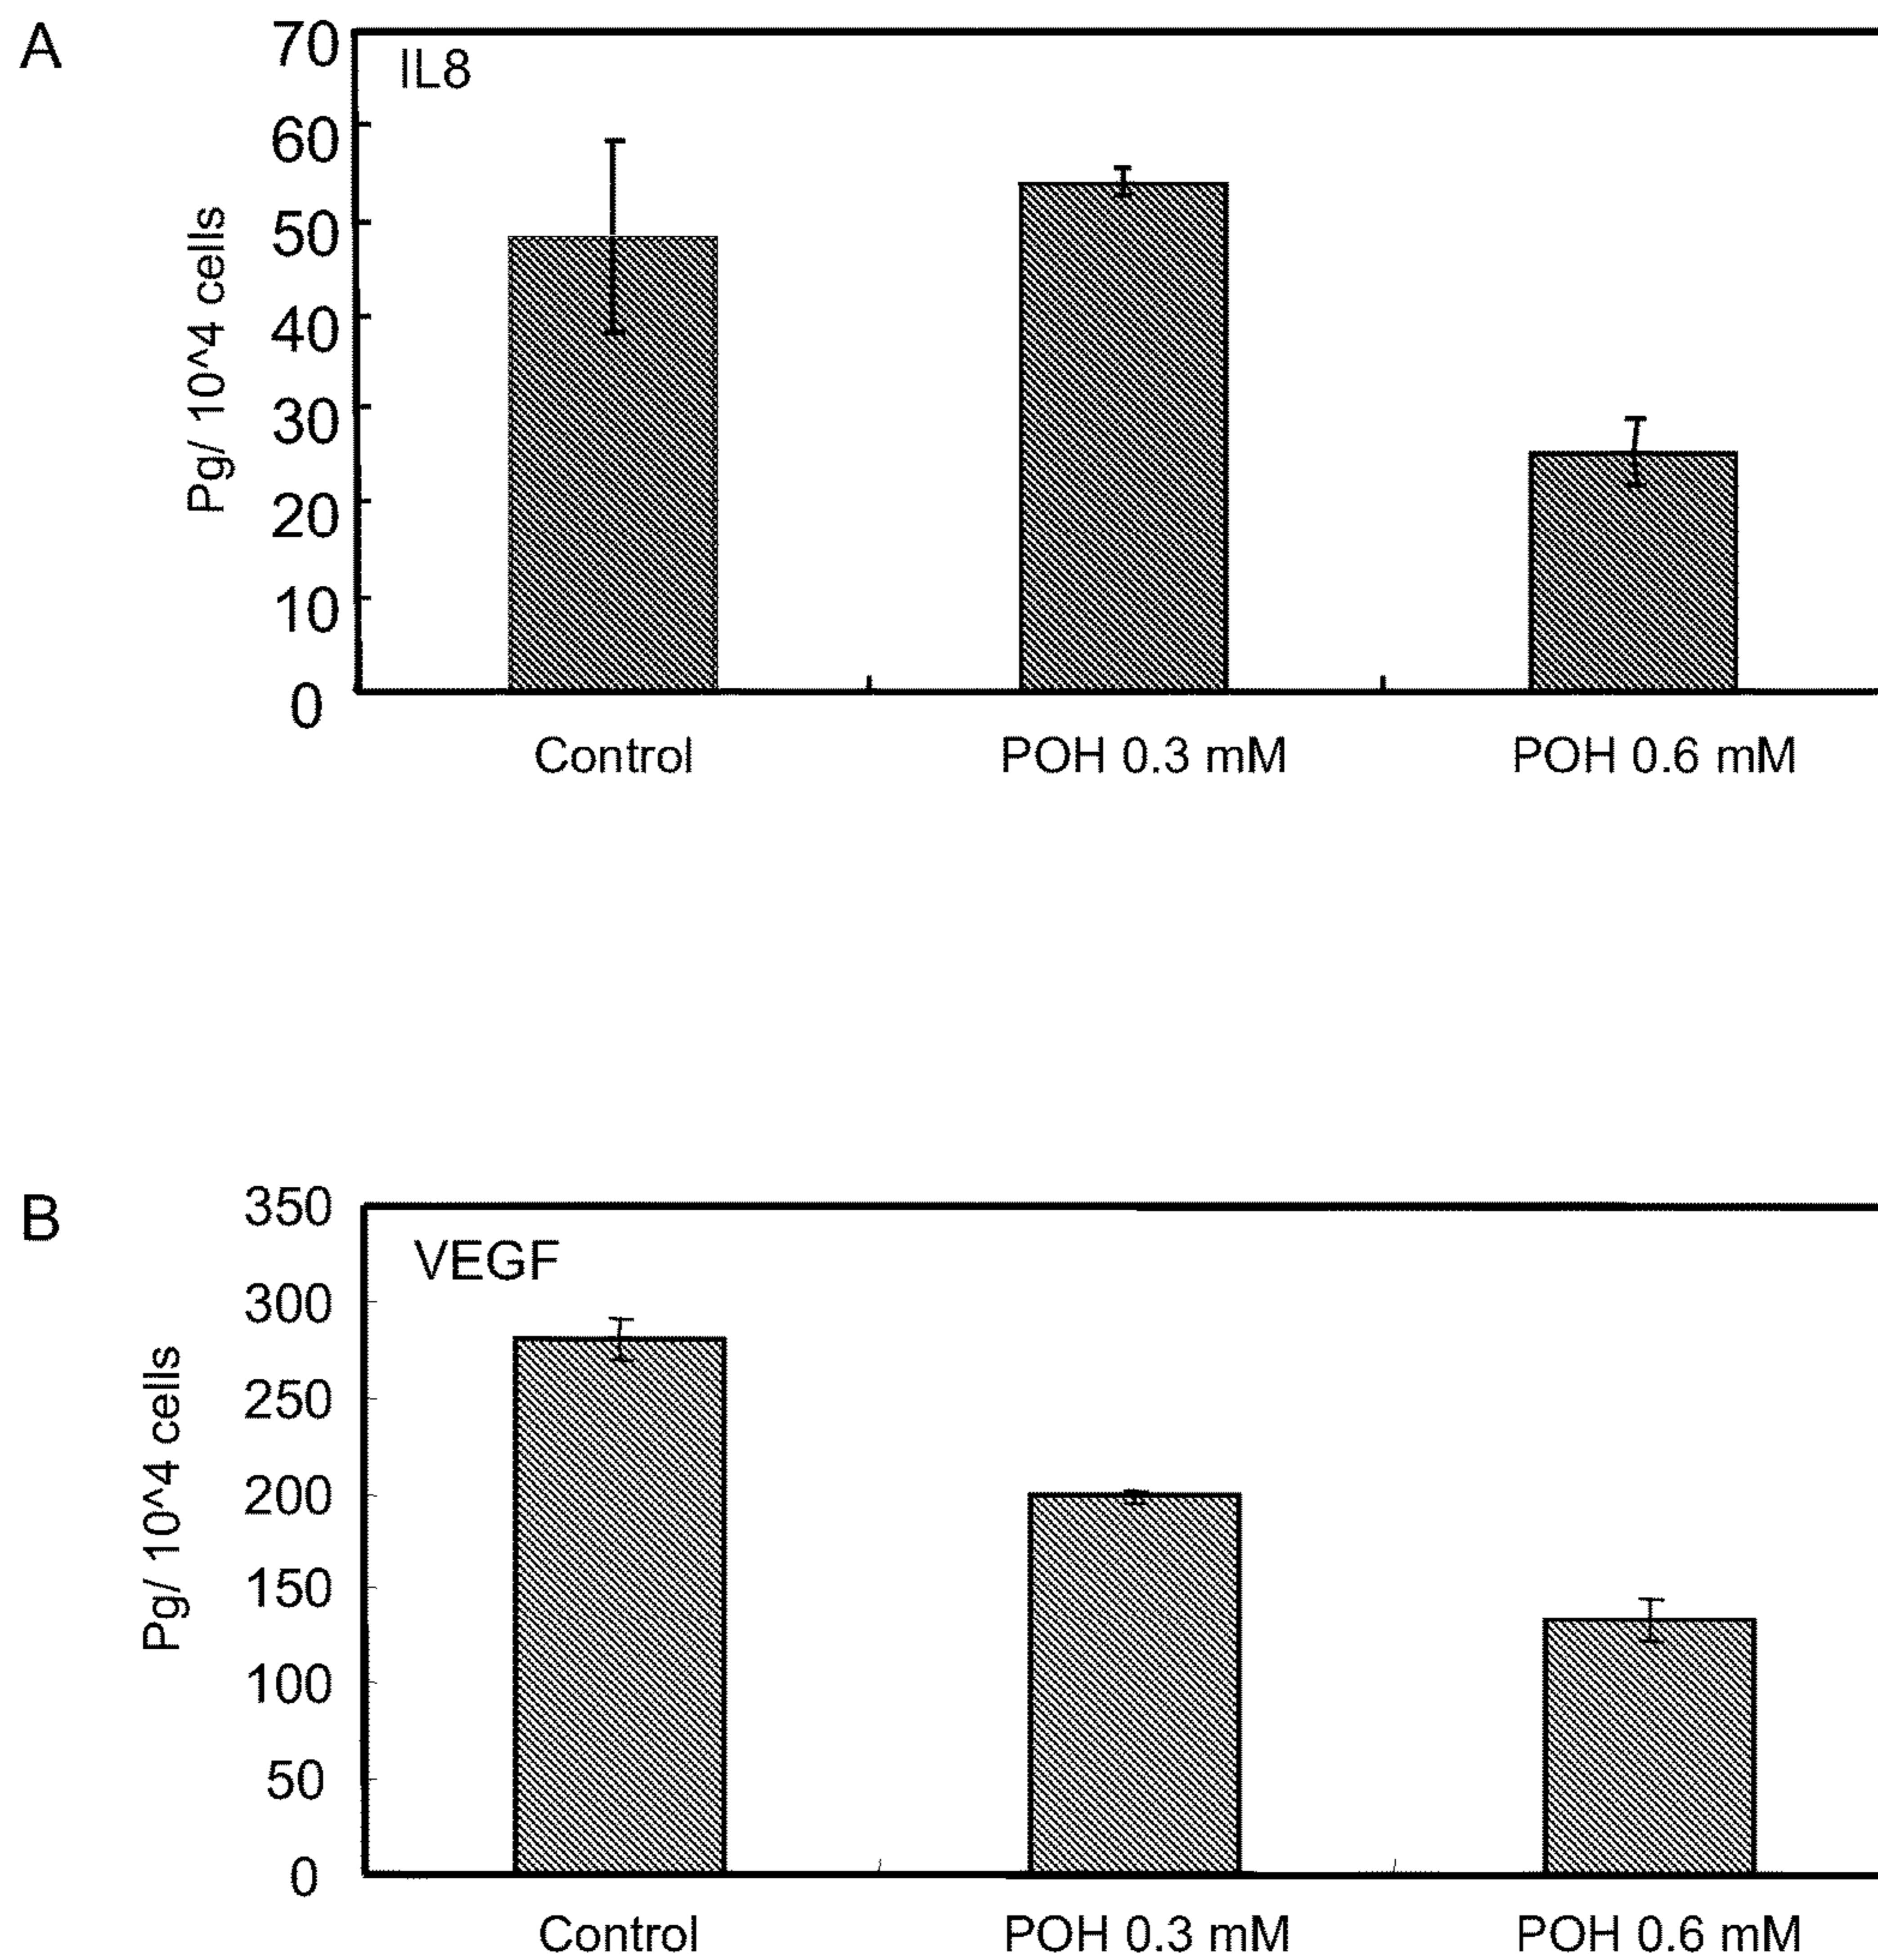 A
IL8
70
60
50
40
30
20
10
0
Pg/ 10^4 cells
Control
POH 0.3 mM
POH 0.6 mM
B
VEGF
350
300
250
200
150
100
50
0
Pg/ 10^4 cells
Control
POH 0.3 mM
POH 0.6 mM